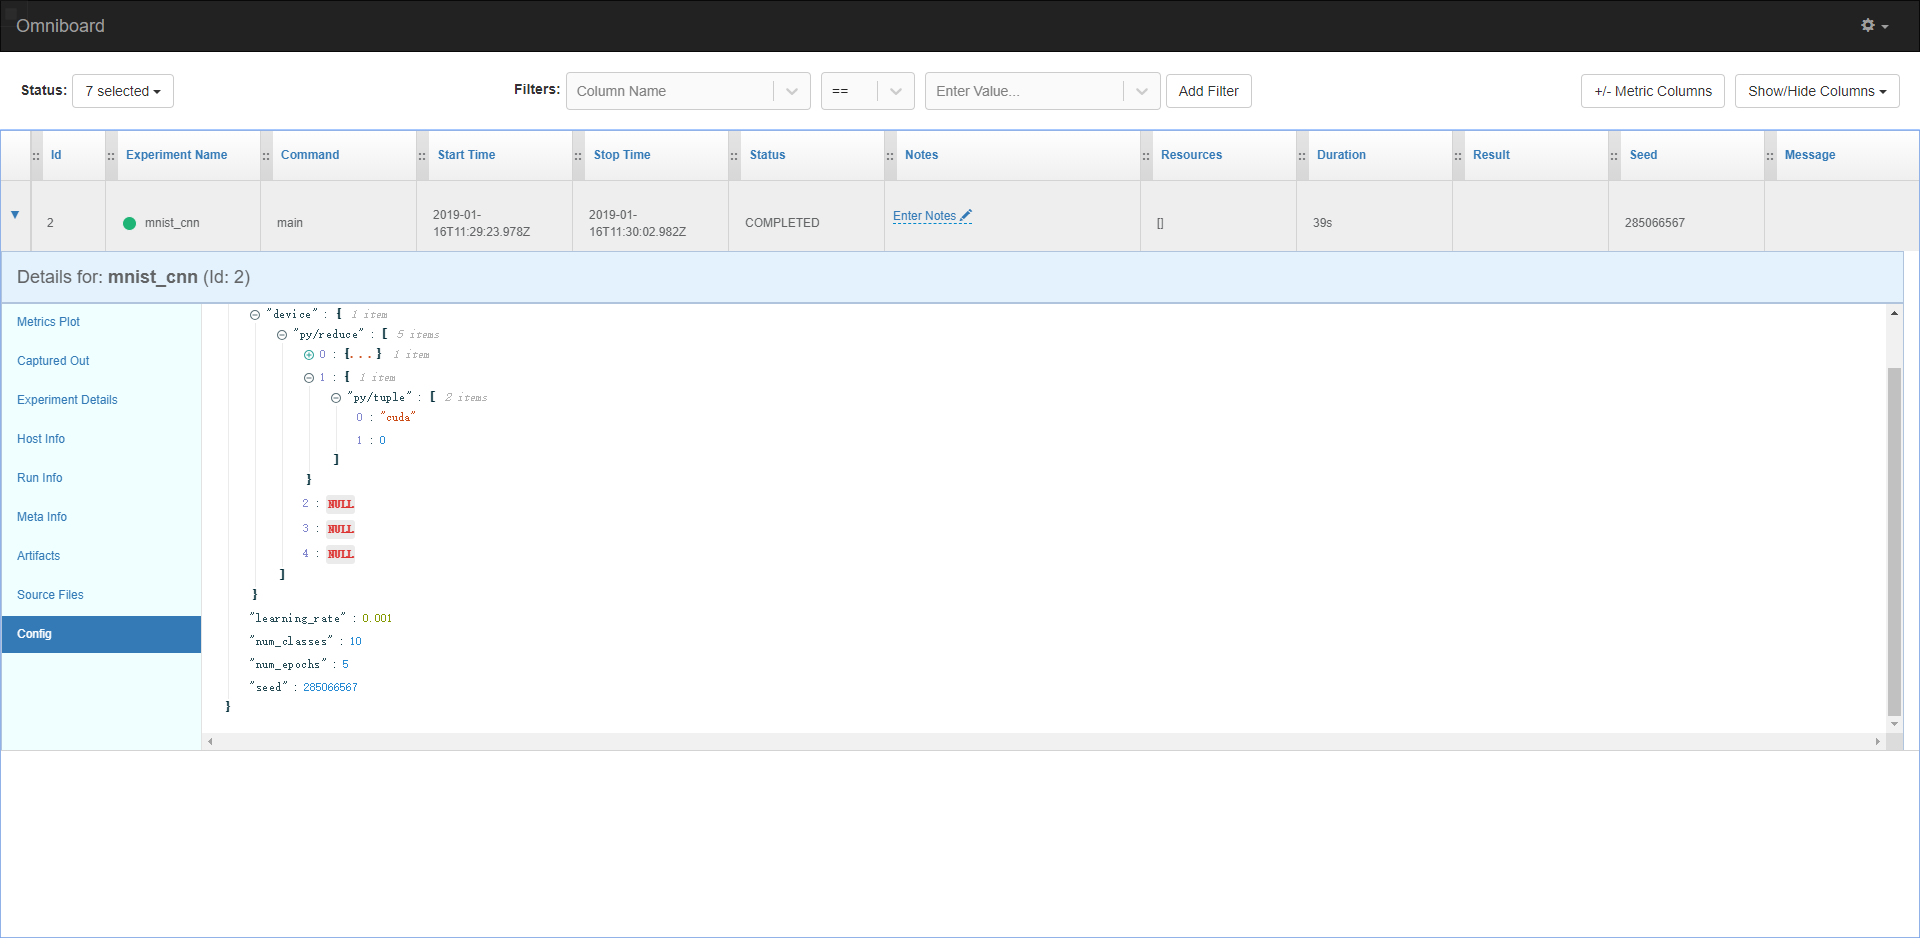 Omniboard
Status: 7 selected Filters: Column Name == Enter Value... Add Filter +/- Metric Columns Show/Hide Columns
Id Experiment Name Command Start Time Stop Time Status Notes Resources Duration Result Seed Message
2 mnist_cnn main 2019-01-16T11:29:23.978Z 2019-01-16T11:30:02.982Z COMPLETED Enter Notes [] 39s 285066567
Details for: mnist_cnn (Id: 2)
Metrics Plot
Captured Out
Experiment Details
Host Info
Run Info
Meta Info
Artifacts
Source Files
Config
"device" : { 1 item
"py/reduce" : [ 5 items
0 : {...} 1 item
1 : { 1 item
"py/tuple" : [ 2 items
0 : "cuda"
1 : 0
]
}
2 : NULL
3 : NULL
4 : NULL
]
}
"learning_rate" : 0.001
"num_classes" : 10
"num_epochs" : 5
"seed" : 285066567
}